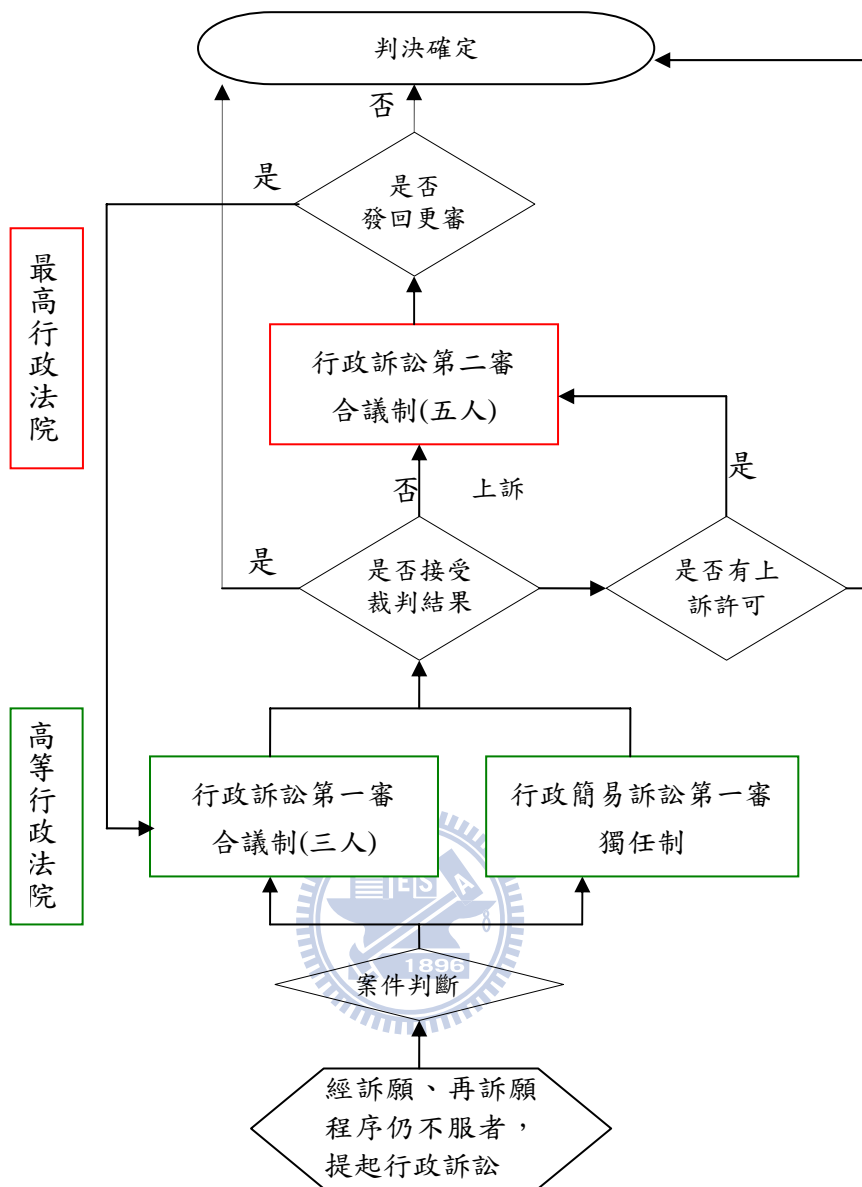 判決確定
否
是
是否
發回更審
最高行政法院
行政訴訟第二審
合議制(五人)
是
否
上訴
是
是否接受
裁判結果
是否有上
訴許可
高等行政法院
行政訴訟第一審
合議制(三人)
行政簡易訴訟第一審
獨任制
ES
A
1896
案件判斷
經訴願、再訴願
程序仍不服者，
提起行政訴訟